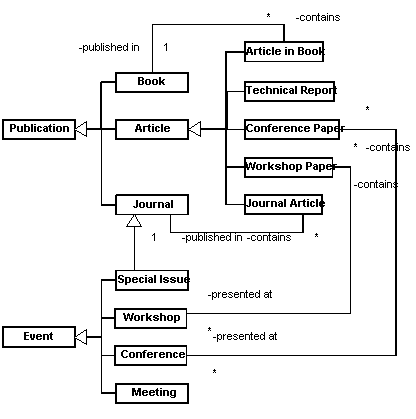 * -contains
-published in 1
Article in Book
Book
Technical Report
*
Publication Article Conference Paper
* -contains
Workshop Paper
-contains
Journal Journal Article
1 -published in -contains *
Special Issue
-presented at
Workshop
* -presented at
Event
Conference
*
Meeting